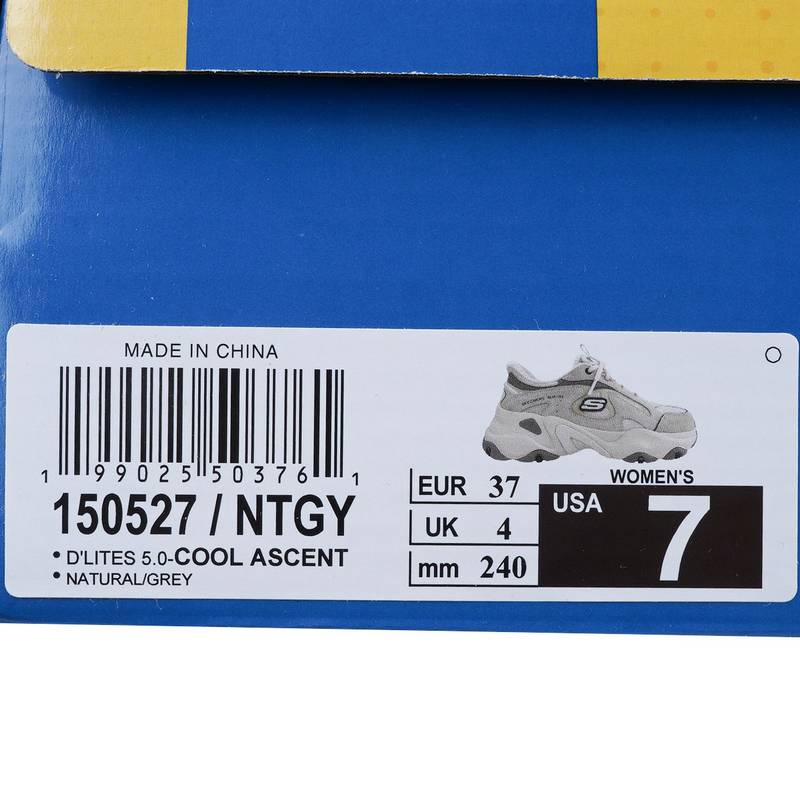 MADE IN CHINA
1 99025 50376 1
150527 / NTGY
• D'LITES 5.0-COOL ASCENT
• NATURAL/GREY
S
WOMEN'S
EUR 37
UK 4
mm 240
USA 7